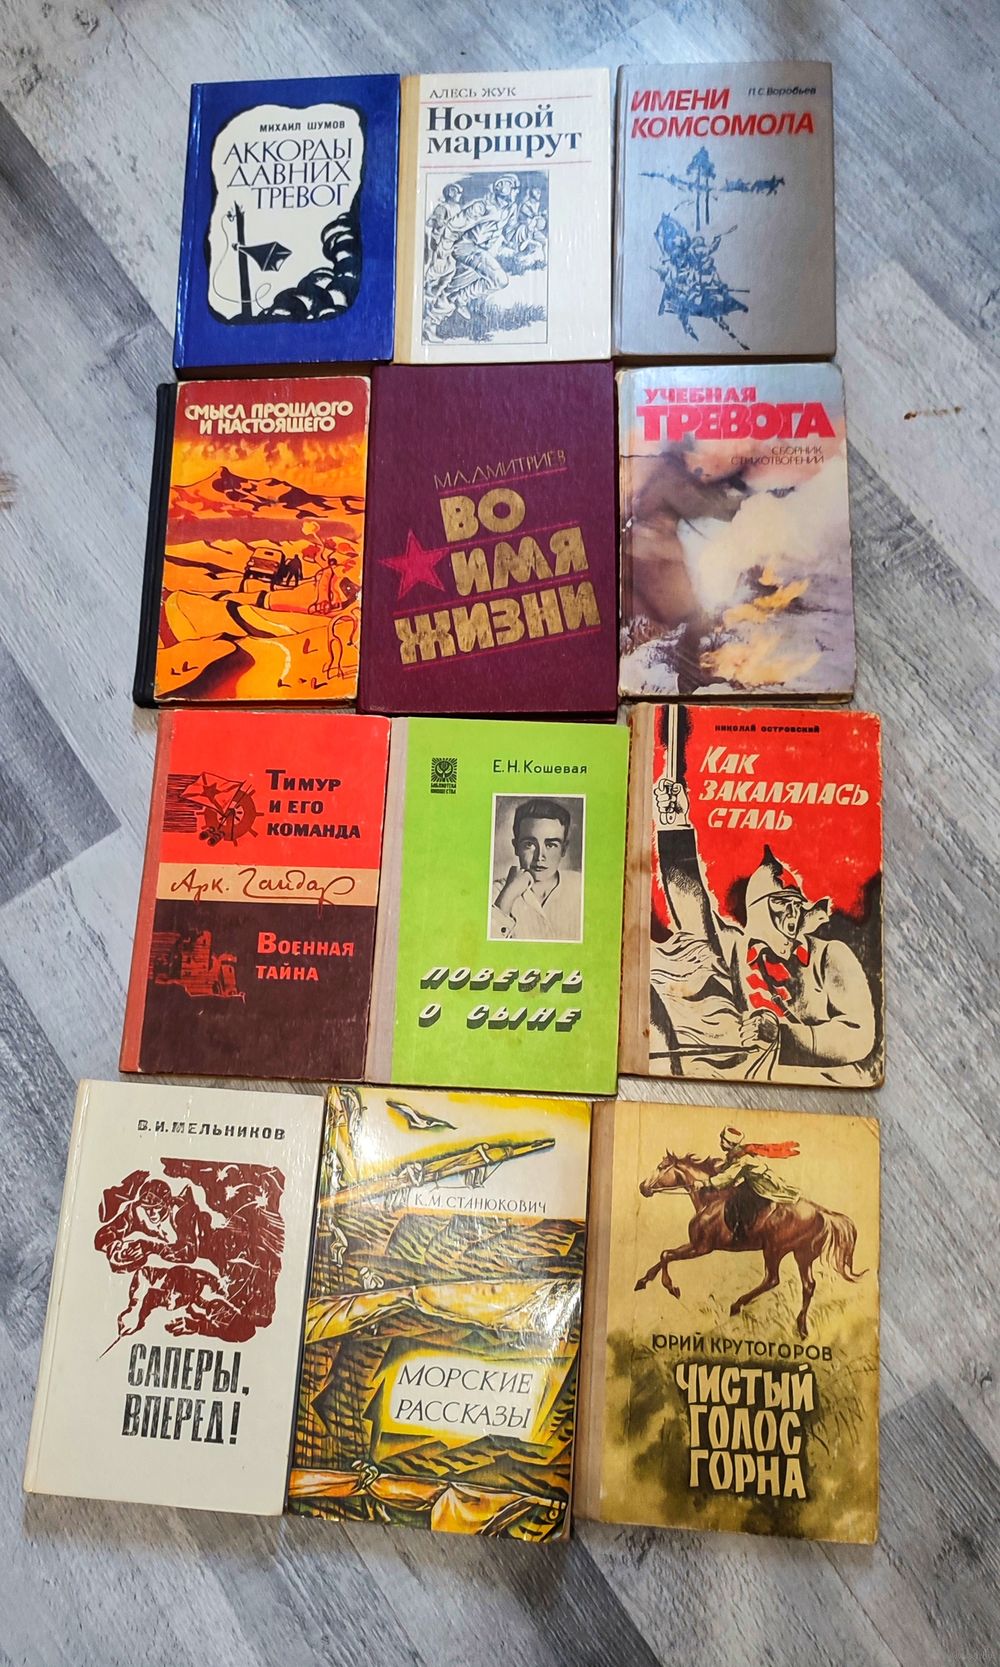 МИХАИЛ ШУМОВ
АККОРДЫ
ДАВНИХ
ТРЕВОГ
АЛЕСЬ ЖУК
Ночной
маршрут
П.С.Воробьев
ИМЕНИ
КОМСОМОЛА
СМЫСЛ ПРОШЛОГО
И НАСТОЯЩЕГО
М.А.ДМИТРИЕВ
ВО
ИМЯ
ЖИЗНИ
УЧЕБНАЯ
ТРЕВОГА
СБОРНИК
СТИХОТВОРЕНИЙ
Тимур
и его
команда
Арк. Гайдар
Военная
тайна
БИБЛИОТЕКА
ЮНОШЕСТВА
Е.Н.Кошевая
ПОВЕСТЬ
О СЫНЕ
НИКОЛАЙ ОСТРОВСКИЙ
КАК
ЗАКАЛЯЛАСЬ
СТАЛЬ
В.И.МЕЛЬНИКОВ
САПЕРЫ,
ВПЕРЕД!
К.М.СТАНЮКОВИЧ
МОРСКИЕ
РАССКАЗЫ
ЮРИЙ КРУТОГОРОВ
ЧИСТЫЙ
ГОЛОС
ГОРНА